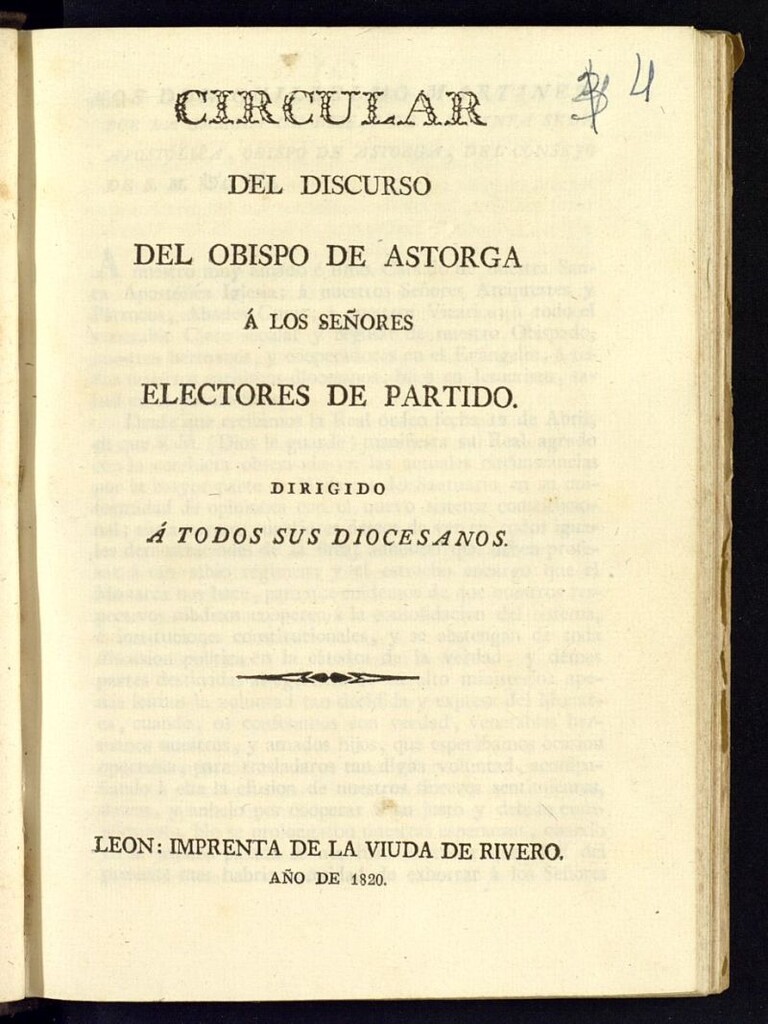 4
CIRCULAR
DEL DISCURSO
DEL OBISPO DE ASTORGA
Á LOS SEÑORES
ELECTORES DE PARTIDO.
DIRIGIDO
Á TODOS SUS DIOCESANOS.
LEON: IMPRENTA DE LA VIUDA DE RIVERO.
AÑO DE 1820.